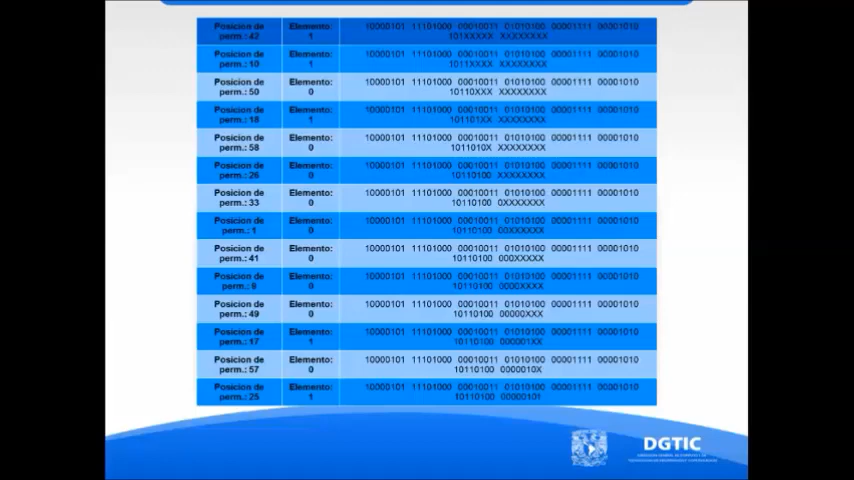 Posicion de perm.: 42 Elemento: 1 10000101 11101000 00010011 01010100 00001111 00001010 101XXXXX XXXXXXXX
Posicion de perm.: 10 Elemento: 1 10000101 11101000 00010011 01010100 00001111 00001010 1011XXXX XXXXXXXX
Posicion de perm.: 50 Elemento: 0 10000101 11101000 00010011 01010100 00001111 00001010 10110XXX XXXXXXXX
Posicion de perm.: 18 Elemento: 1 10000101 11101000 00010011 01010100 00001111 00001010 101101XX XXXXXXXX
Posicion de perm.: 58 Elemento: 0 10000101 11101000 00010011 01010100 00001111 00001010 1011010X XXXXXXXX
Posicion de perm.: 26 Elemento: 0 10000101 11101000 00010011 01010100 00001111 00001010 10110100 XXXXXXXX
Posicion de perm.: 33 Elemento: 0 10000101 11101000 00010011 01010100 00001111 00001010 10110100 0XXXXXXX
Posicion de perm.: 1 Elemento: 0 10000101 11101000 00010011 01010100 00001111 00001010 10110100 00XXXXXX
Posicion de perm.: 41 Elemento: 0 10000101 11101000 00010011 01010100 00001111 00001010 10110100 000XXXXX
Posicion de perm.: 9 Elemento: 0 10000101 11101000 00010011 01010100 00001111 00001010 10110100 0000XXXX
Posicion de perm.: 49 Elemento: 0 10000101 11101000 00010011 01010100 00001111 00001010 10110100 00000XXX
Posicion de perm.: 17 Elemento: 1 10000101 11101000 00010011 01010100 00001111 00001010 10110100 000001XX
Posicion de perm.: 57 Elemento: 0 10000101 11101000 00010011 01010100 00001111 00001010 10110100 0000010X
Posicion de perm.: 25 Elemento: 1 10000101 11101000 00010011 01010100 00001111 00001010 10110100 00000101
DGTIC